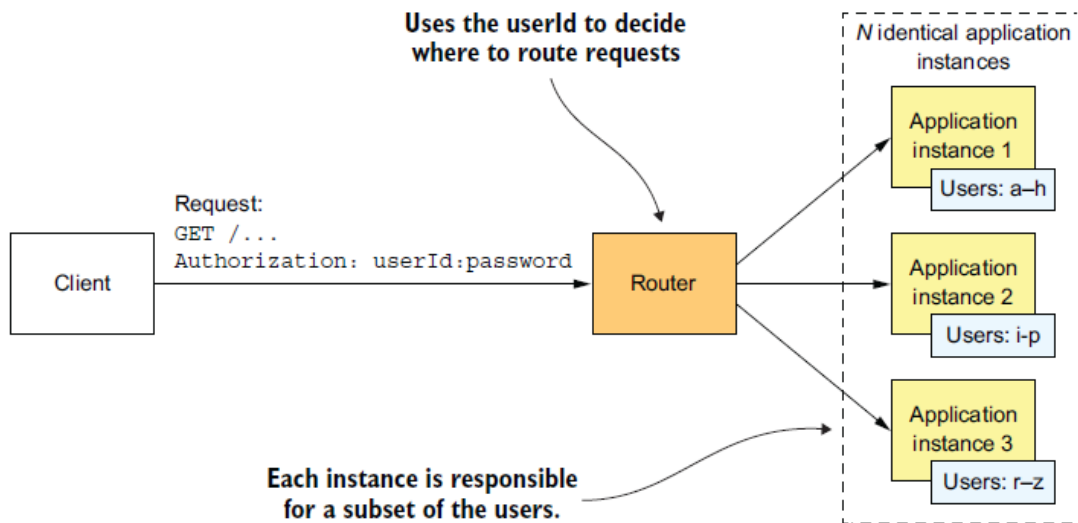 Uses the userId to decide
where to route requests
N identical application
instances
Application
instance 1
Users: a–h
Request:
GET /...
Authorization: userId:password
Client
Router
Application
instance 2
Users: i-p
Application
instance 3
Users: r–z
Each instance is responsible
for a subset of the users.